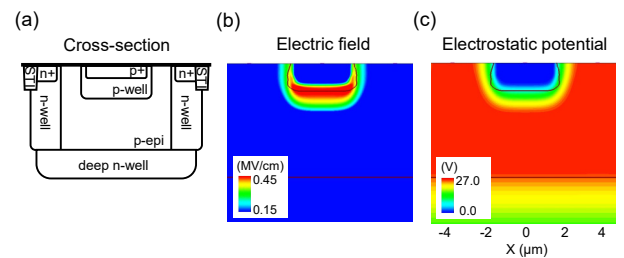 (a)
Cross-section
STI
n+
p+
n+
STI
p-well
n-well
n-well
p-epi
deep n-well
(b)
Electric field
(MV/cm)
0.45
0.15
(c)
Electrostatic potential
(V)
27.0
0.0
-4 -2 0 2 4
X (μm)